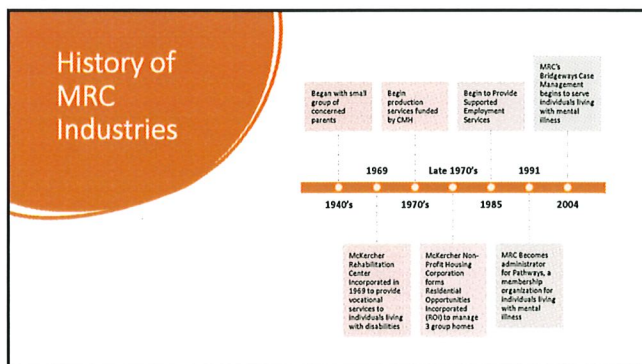 History of
MRC
Industries
Began with small
group of
concerned
parents
Begin
production
services funded
by CMH
Begin to Provide
Supported
Employment
Services
MRC's
Bridgeways Case
Management
begins to serve
individuals living
with mental
illness
1969
Late 1970's
1991
1940's
1970's
1985
2004
McKercher
Rehabilitation
Center
Incorporated in
1969 to provide
vocational
services to
individuals living
with disabilities
McKercher Non-
Profit Housing
Corporation
forms
Residential
Opportunities
Incorporated
(ROI) to manage
3 group homes
MRC Becomes
administrator
for Pathways, a
membership
organization for
individuals living
with mental
illness